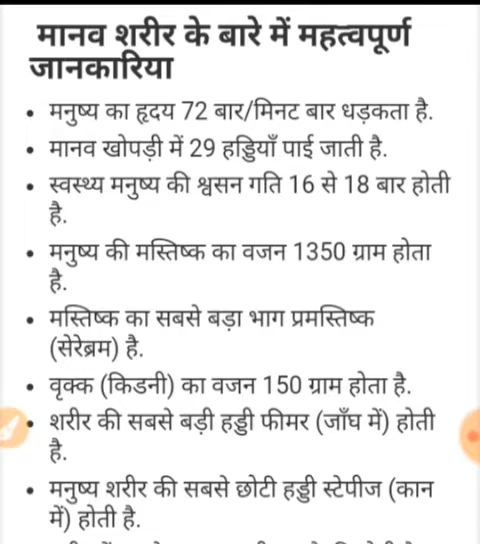 मानव शरीर के बारे में महत्वपूर्ण
जानकारिया
• मनुष्य का हृदय 72 बार/मिनट बार धड़कता है.
• मानव खोपड़ी में 29 हड्डियाँ पाई जाती है.
• स्वस्थ्य मनुष्य की श्वसन गति 16 से 18 बार होती
है.
• मनुष्य की मस्तिष्क का वजन 1350 ग्राम होता
है.
• मस्तिष्क का सबसे बड़ा भाग प्रमस्तिष्क
(सेरेब्रम) है.
• वृक्क (किडनी) का वजन 150 ग्राम होता है.
• शरीर की सबसे बड़ी हड्डी फीमर (जाँघ में) होती
है.
• मनुष्य शरीर की सबसे छोटी हड्डी स्टेपीज (कान
में) होती है.